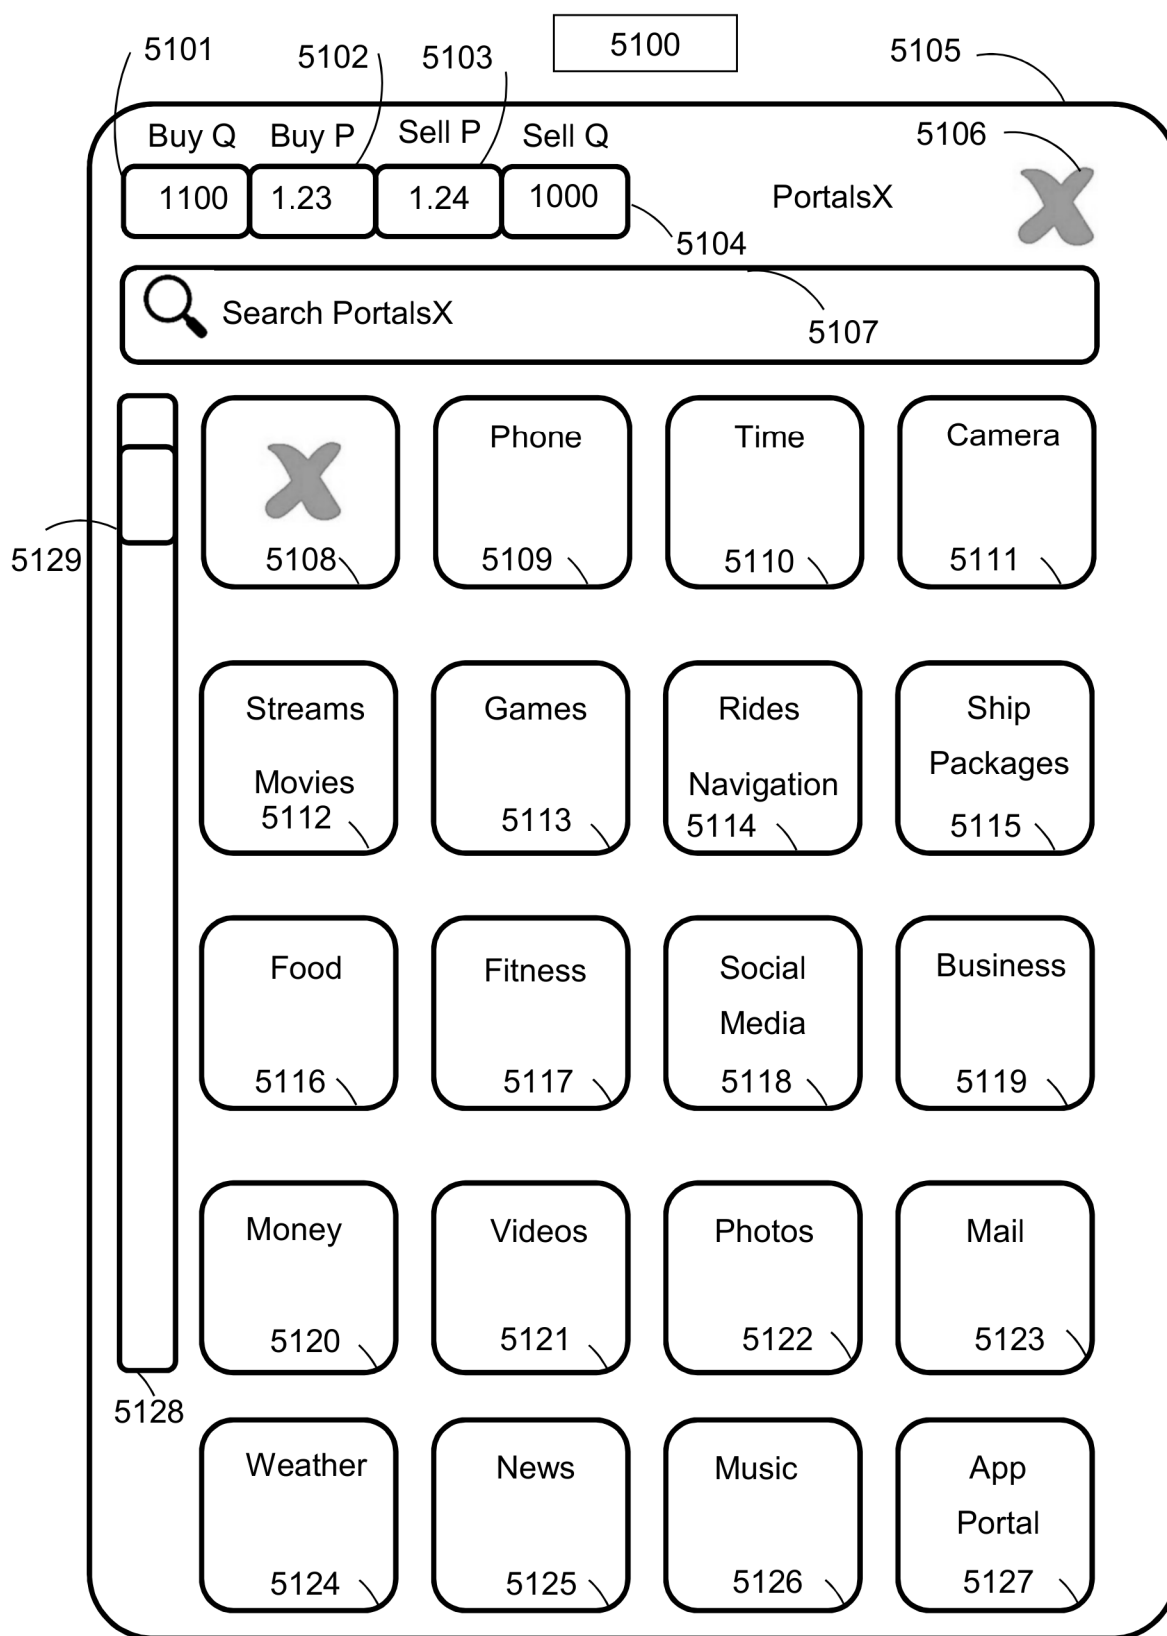 5100
5101
5102
5103
5105
5106
Buy Q Buy P Sell P Sell Q
1100 1.23 1.24 1000
PortalsX
5104
Search PortalsX
5107
5129
5108
Phone
5109
Time
5110
Camera
5111
Streams
Movies
5112
Games
5113
Rides
Navigation
5114
Ship
Packages
5115
Food
5116
Fitness
5117
Social
Media
5118
Business
5119
Money
5120
Videos
5121
Photos
5122
Mail
5123
5128
Weather
5124
News
5125
Music
5126
App
Portal
5127